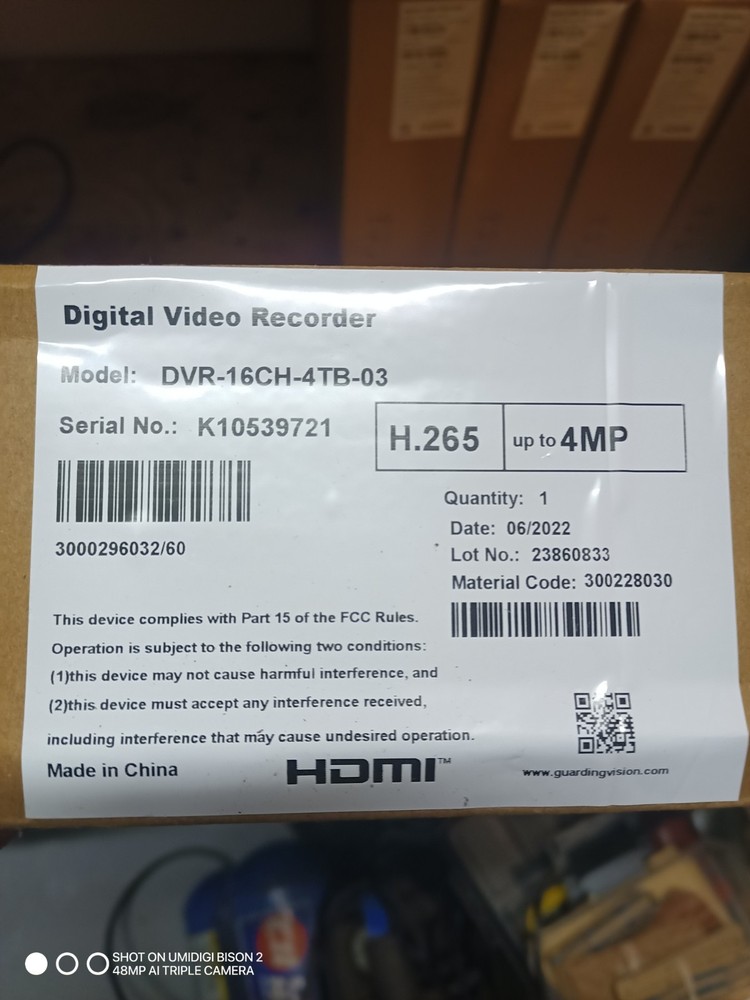 Digital Video Recorder
Model: DVR-16CH-4TB-03
Serial No.: K10539721
H.265 up to 4MP
3000296032/60
Quantity: 1
Date: 06/2022
Lot No.: 23860833
Material Code: 300228030
This device complies with Part 15 of the FCC Rules.
Operation is subject to the following two conditions:
(1)this device may not cause harmful interference, and
(2)this device must accept any interference received,
including interference that may cause undesired operation.
Made in China
HDMI™
www.guardingvision.com
SHOT ON UMIDIGI BISON 2
48MP AI TRIPLE CAMERA